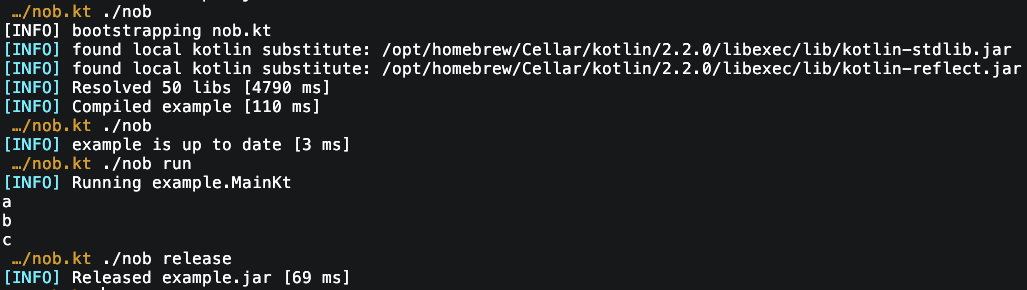 …/nob.kt ./nob
[INFO] bootstrapping nob.kt
[INFO] found local kotlin substitute: /opt/homebrew/Cellar/kotlin/2.2.0/libexec/lib/kotlin-stdlib.jar
[INFO] found local kotlin substitute: /opt/homebrew/Cellar/kotlin/2.2.0/libexec/lib/kotlin-reflect.jar
[INFO] Resolved 50 libs [4790 ms]
[INFO] Compiled example [110 ms]
…/nob.kt ./nob
[INFO] example is up to date [3 ms]
…/nob.kt ./nob run
[INFO] Running example.MainKt
a
b
c
…/nob.kt ./nob release
[INFO] Released example.jar [69 ms]